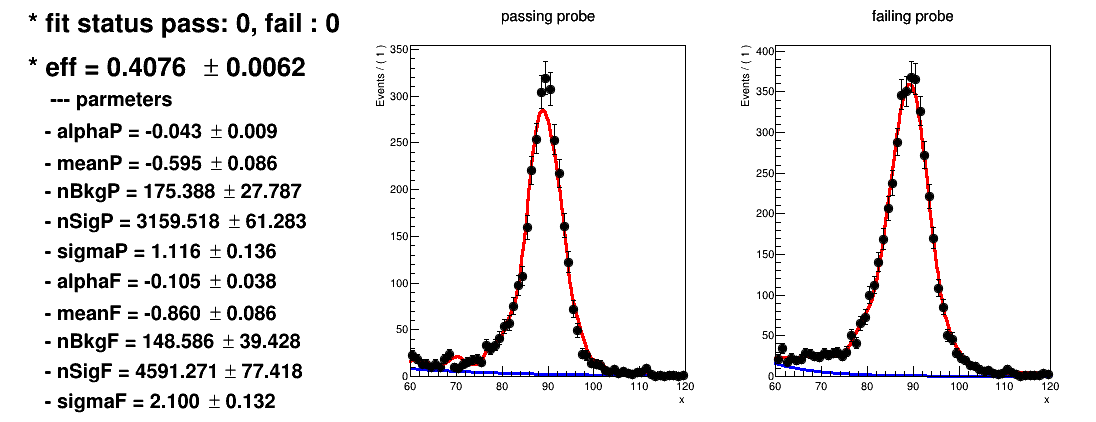 * fit status pass: 0, fail : 0
* eff = 0.4076 ± 0.0062
--- parmeters
- alphaP = -0.043 ± 0.009
- meanP = -0.595 ± 0.086
- nBkgP = 175.388 ± 27.787
- nSigP = 3159.518 ± 61.283
- sigmaP = 1.116 ± 0.136
- alphaF = -0.105 ± 0.038
- meanF = -0.860 ± 0.086
- nBkgF = 148.586 ± 39.428
- nSigF = 4591.271 ± 77.418
- sigmaF = 2.100 ± 0.132
passing probe
Events / ( 1 )
350
300
250
200
150
100
50
0
60 70 80 90 100 110 120
x
failing probe
Events / ( 1 )
400
350
300
250
200
150
100
50
0
60 70 80 90 100 110 120
x